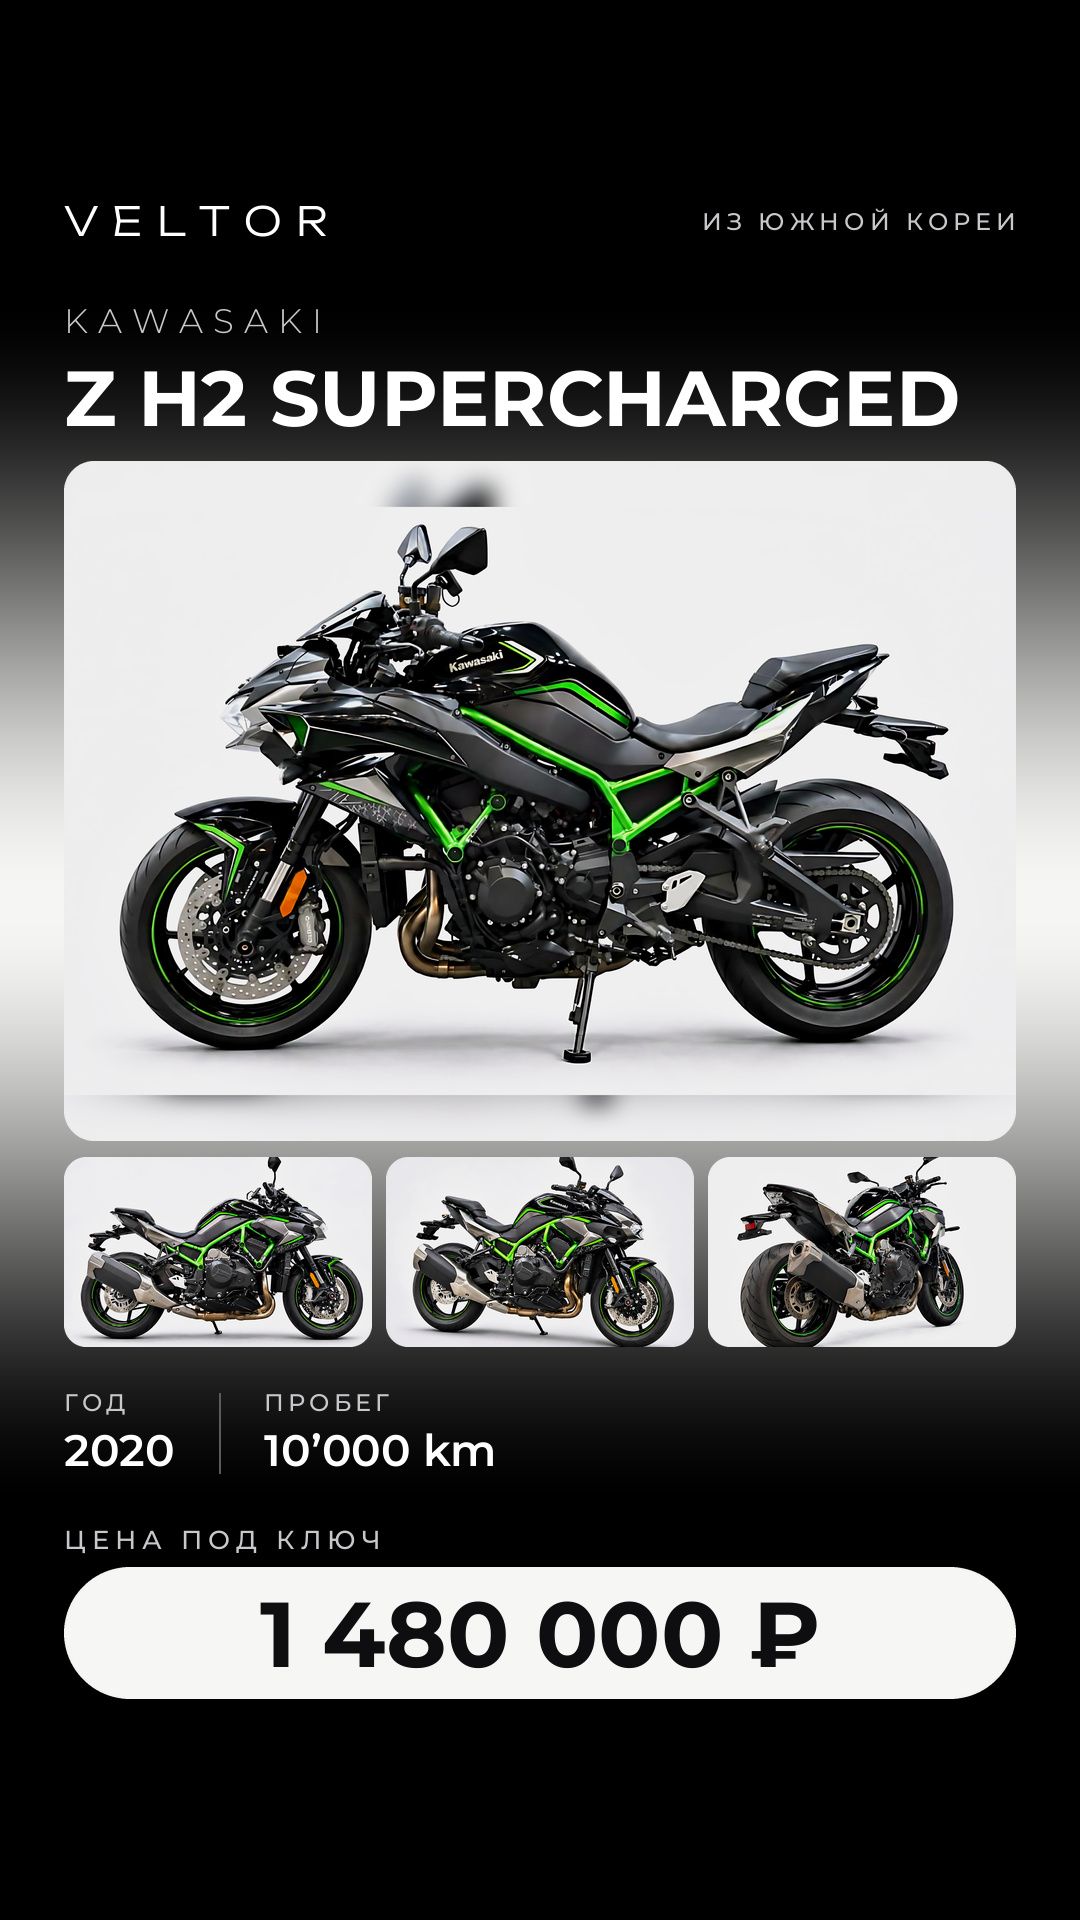 VELTOR
ИЗ ЮЖНОЙ КОРЕИ
KAWASAKI
Z H2 SUPERCHARGED
Kawasaki
ГОД
2020
ПРОБЕГ
10’000 km
ЦЕНА ПОД КЛЮЧ
1 480 000 ₽